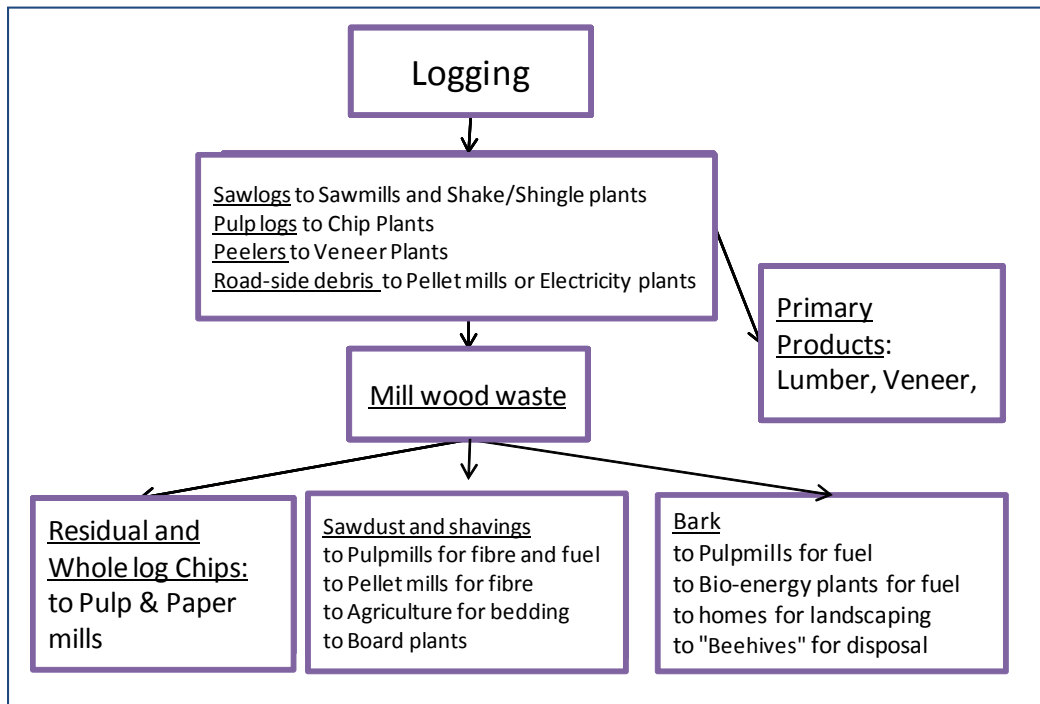 Logging
Sawlogs to Sawmills and Shake/Shingle plants
Pulp logs to Chip Plants
Peelers to Veneer Plants
Road-side debris to Pellet mills or Electricity plants
Primary
Products:
Lumber, Veneer,
Mill wood waste
Residual and
Whole log Chips:
to Pulp & Paper
mills
Sawdust and shavings
to Pulpmills for fibre and fuel
to Pellet mills for fibre
to Agriculture for bedding
to Board plants
Bark
to Pulpmills for fuel
to Bio-energy plants for fuel
to homes for landscaping
to "Beehives" for disposal